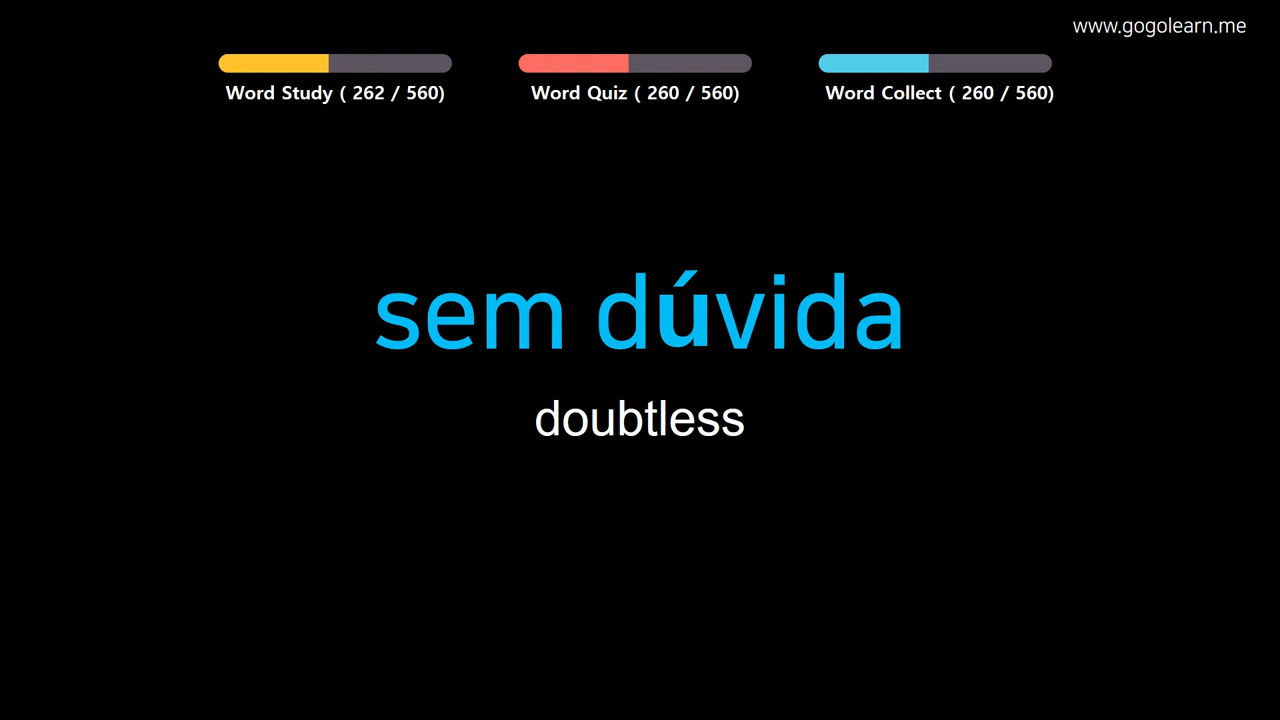 www.gogolearn.me
Word Study ( 262 / 560)
Word Quiz ( 260 / 560)
Word Collect ( 260 / 560)
sem dúvida
doubtless